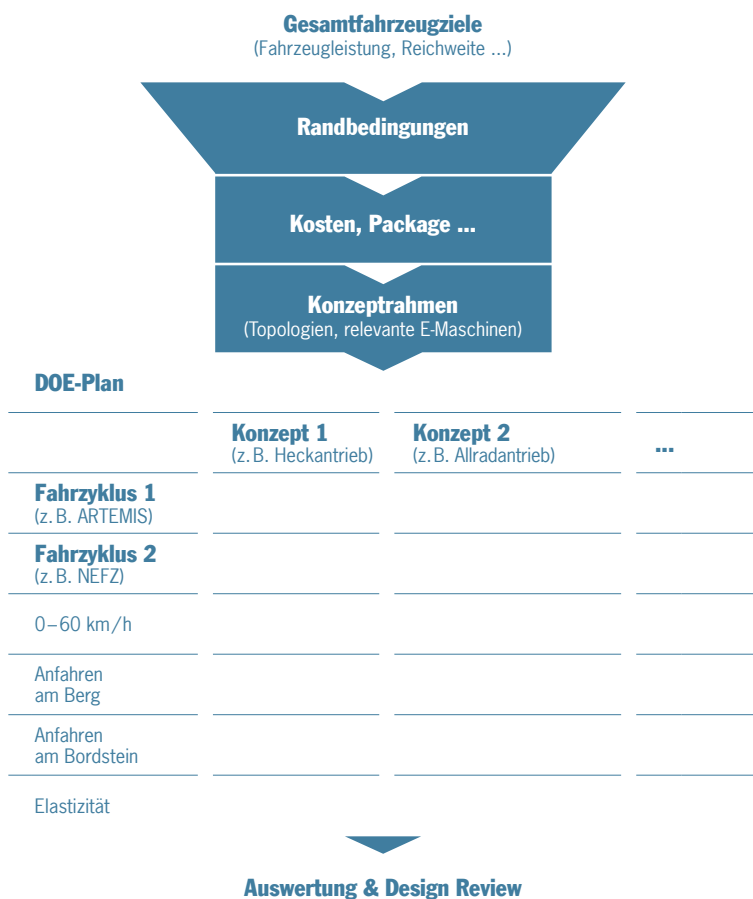 Gesamtfahrzeugziele
(Fahrzeugleistung, Reichweite ...)
Randbedingungen
Kosten, Package ...
Konzeptrahmen
(Topologien, relevante E-Maschinen)
DOE-Plan
Konzept 1
(z. B. Heckantrieb)
Konzept 2
(z. B. Allradantrieb)
...
Fahrzyklus 1
(z. B. ARTEMIS)
Fahrzyklus 2
(z. B. NEFZ)
0–60 km/h
Anfahren
am Berg
Anfahren
am Bordstein
Elastizität
Auswertung & Design Review